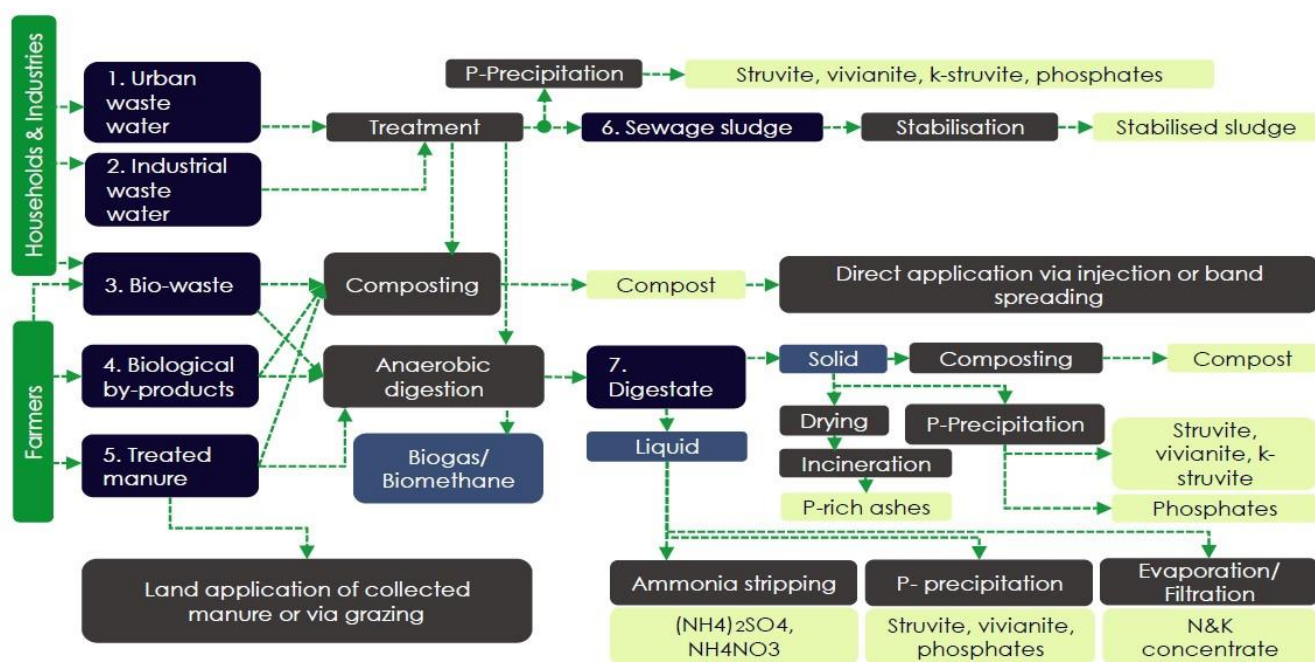 Households & Industries
Farmers
1. Urban
waste
water
2. Industrial
waste
water
3. Bio-waste
4. Biological
by-products
5. Treated
manure
Land application of collected
manure or via grazing
Treatment
P-Precipitation
Struvite, vivianite, k-struvite, phosphates
6. Sewage sludge
Stabilisation
Stabilised sludge
Composting
Compost
Direct application via injection or band
spreading
Anaerobic
digestion
Biogas/
Biomethane
7.
Digestate
Solid
Composting
Compost
Liquid
Drying
Incineration
P-rich ashes
P-Precipitation
Struvite,
vivianite, k-
struvite
Phosphates
Ammonia stripping
(NH4)2SO4,
NH4NO3
P- precipitation
Struvite, vivianite,
phosphates
Evaporation/
Filtration
N&K
concentrate